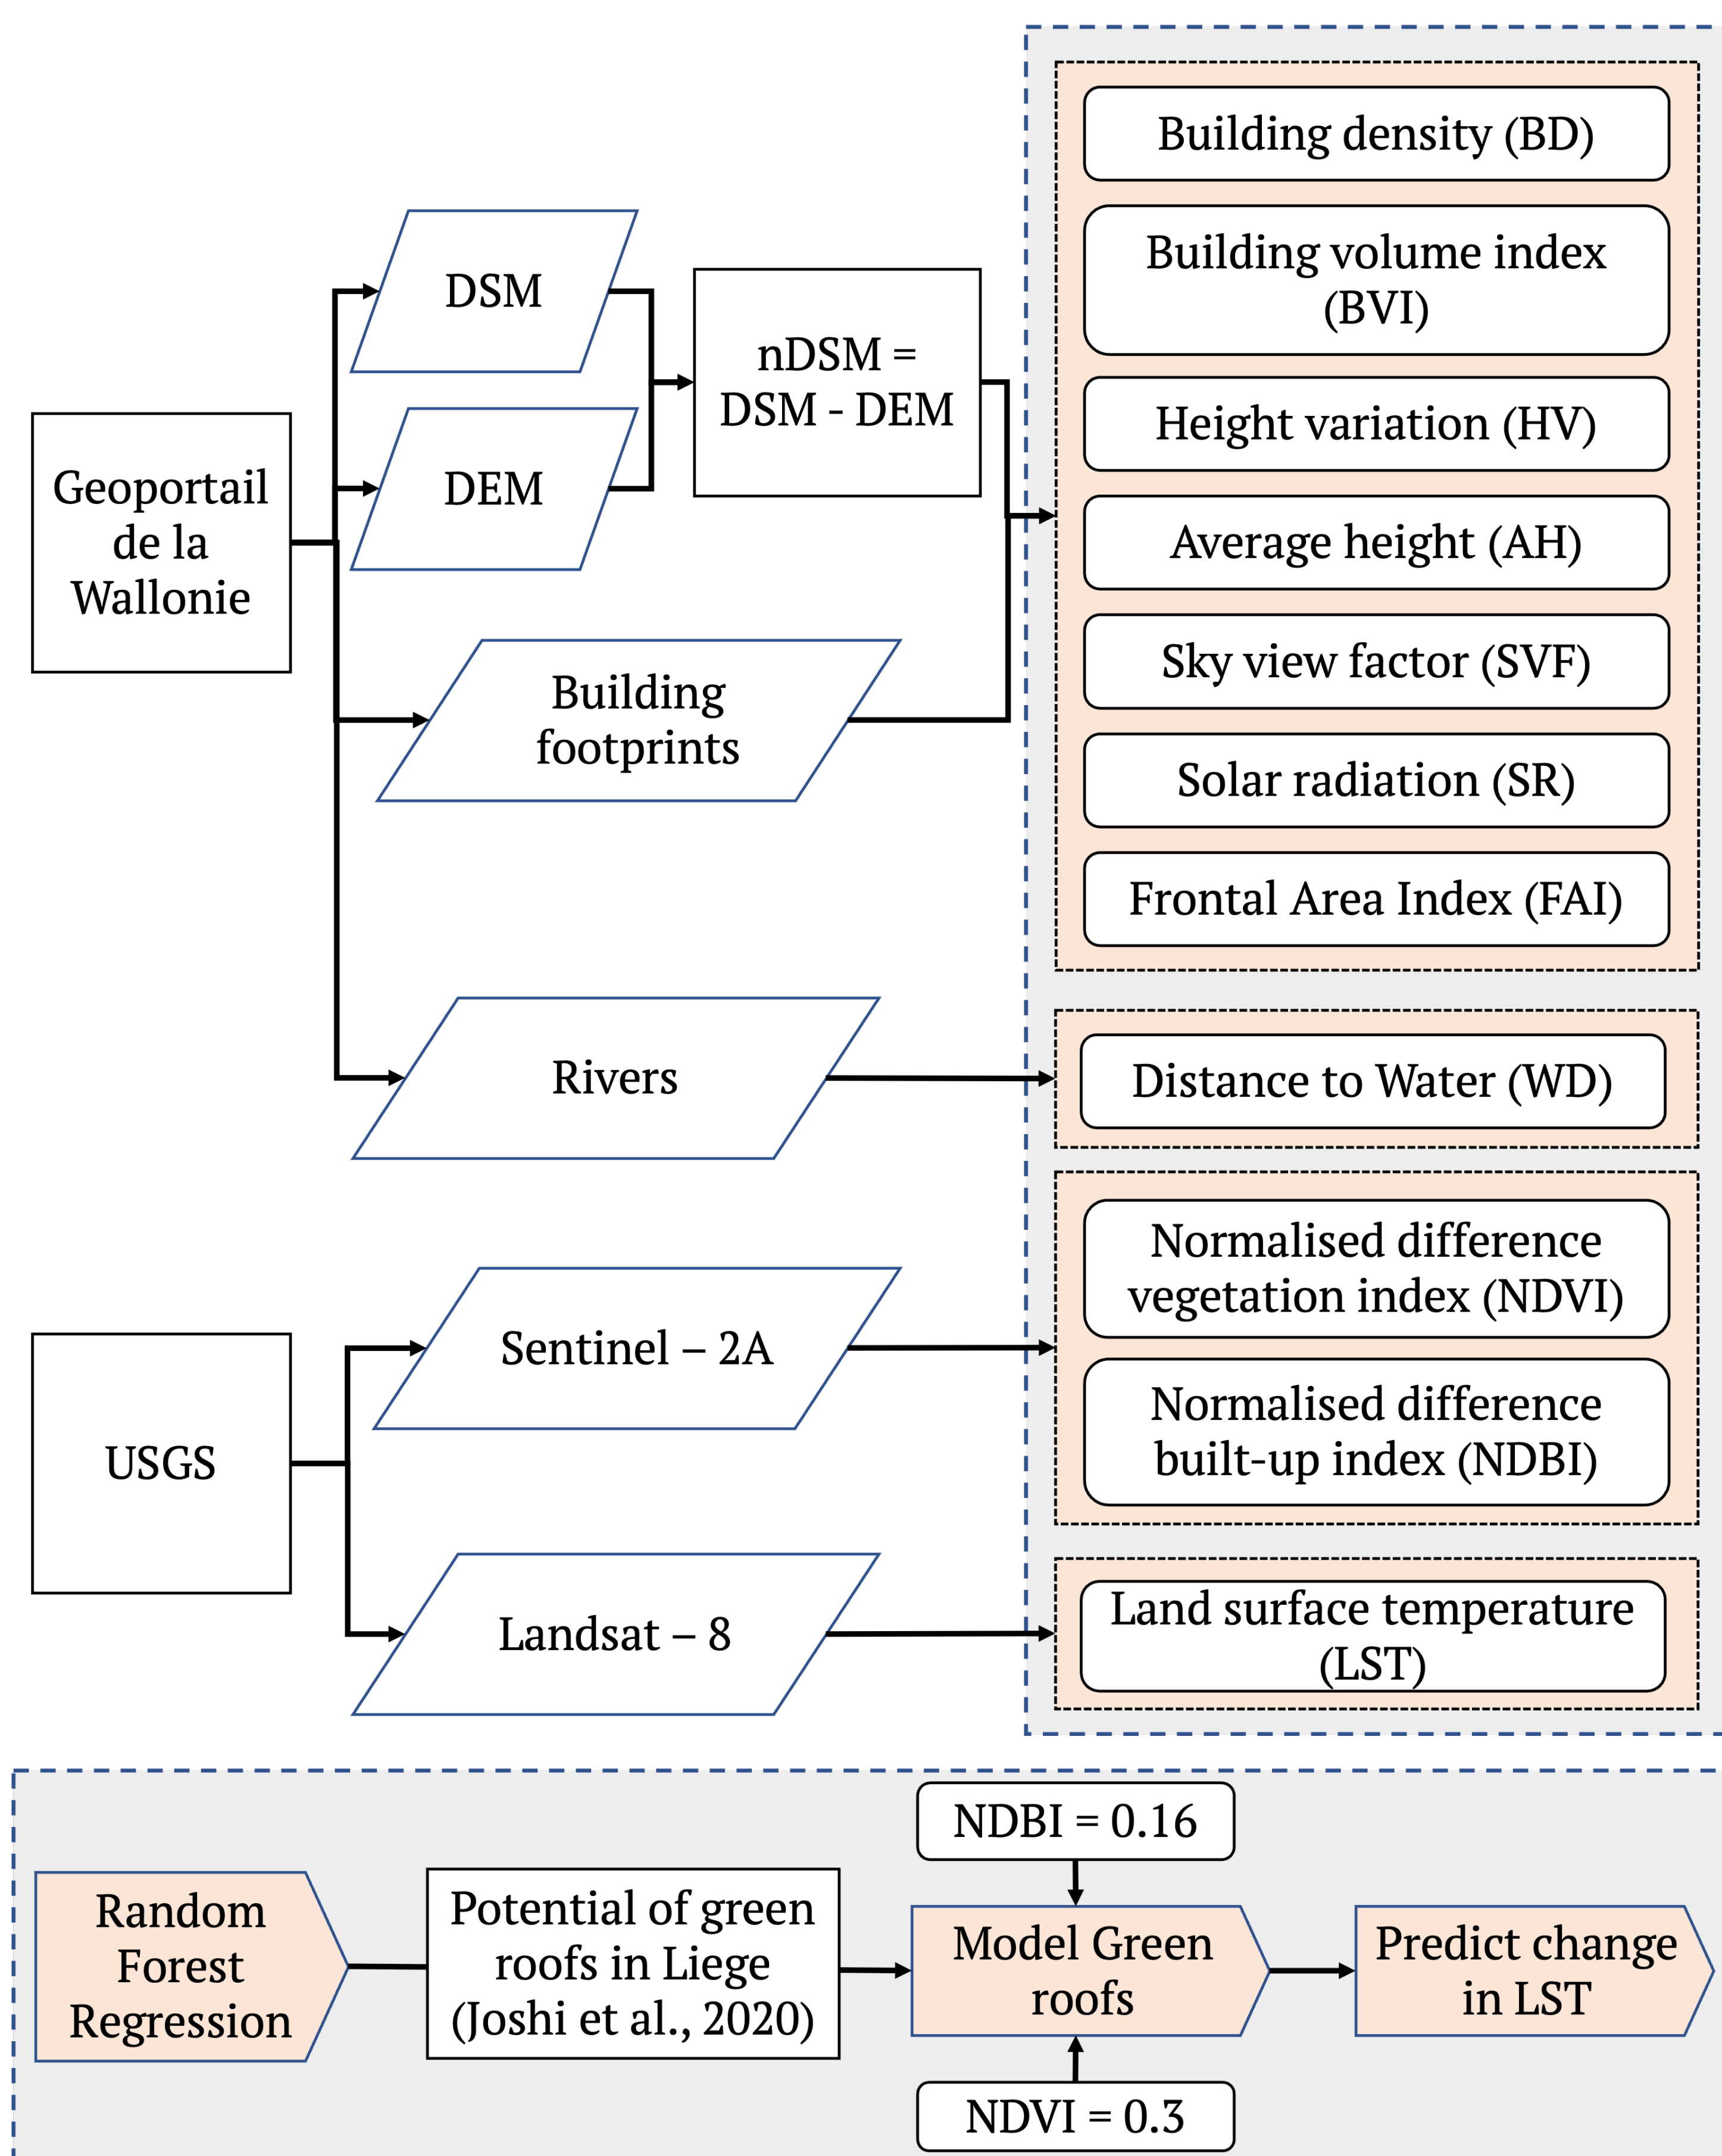 Geoportail
de la
Wallonie
DSM
DEM
nDSM =
DSM - DEM
Building
footprints
Rivers
Building density (BD)
Building volume index
(BVI)
Height variation (HV)
Average height (AH)
Sky view factor (SVF)
Solar radiation (SR)
Frontal Area Index (FAI)
Distance to Water (WD)
USGS
Sentinel – 2A
Landsat – 8
Normalised difference
vegetation index (NDVI)
Normalised difference
built-up index (NDBI)
Land surface temperature
(LST)
Random
Forest
Regression
Potential of green
roofs in Liege
(Joshi et al., 2020)
NDBI = 0.16
Model Green
roofs
NDVI = 0.3
Predict change
in LST